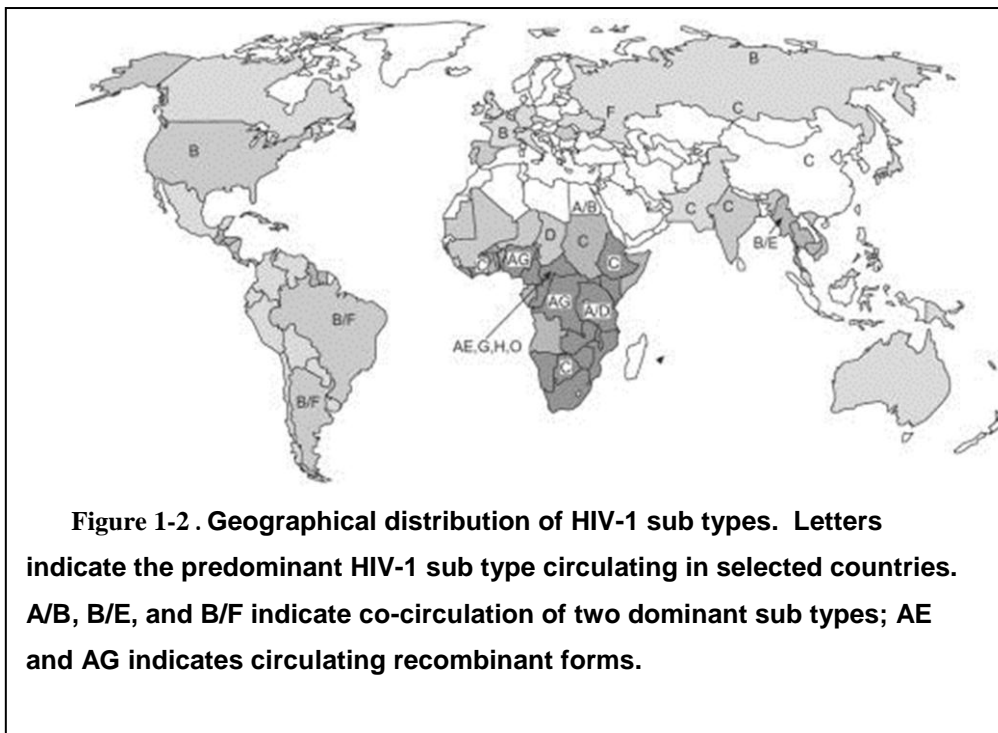 B
B
F
B
C
C
A/B
C
C
D
C
B/E
AG
C
C
AG
A/D
B/F
AE,G,H,O
C
B/F
Figure 1-2 . Geographical distribution of HIV-1 sub types. Letters
indicate the predominant HIV-1 sub type circulating in selected countries.
A/B, B/E, and B/F indicate co-circulation of two dominant sub types; AE
and AG indicates circulating recombinant forms.